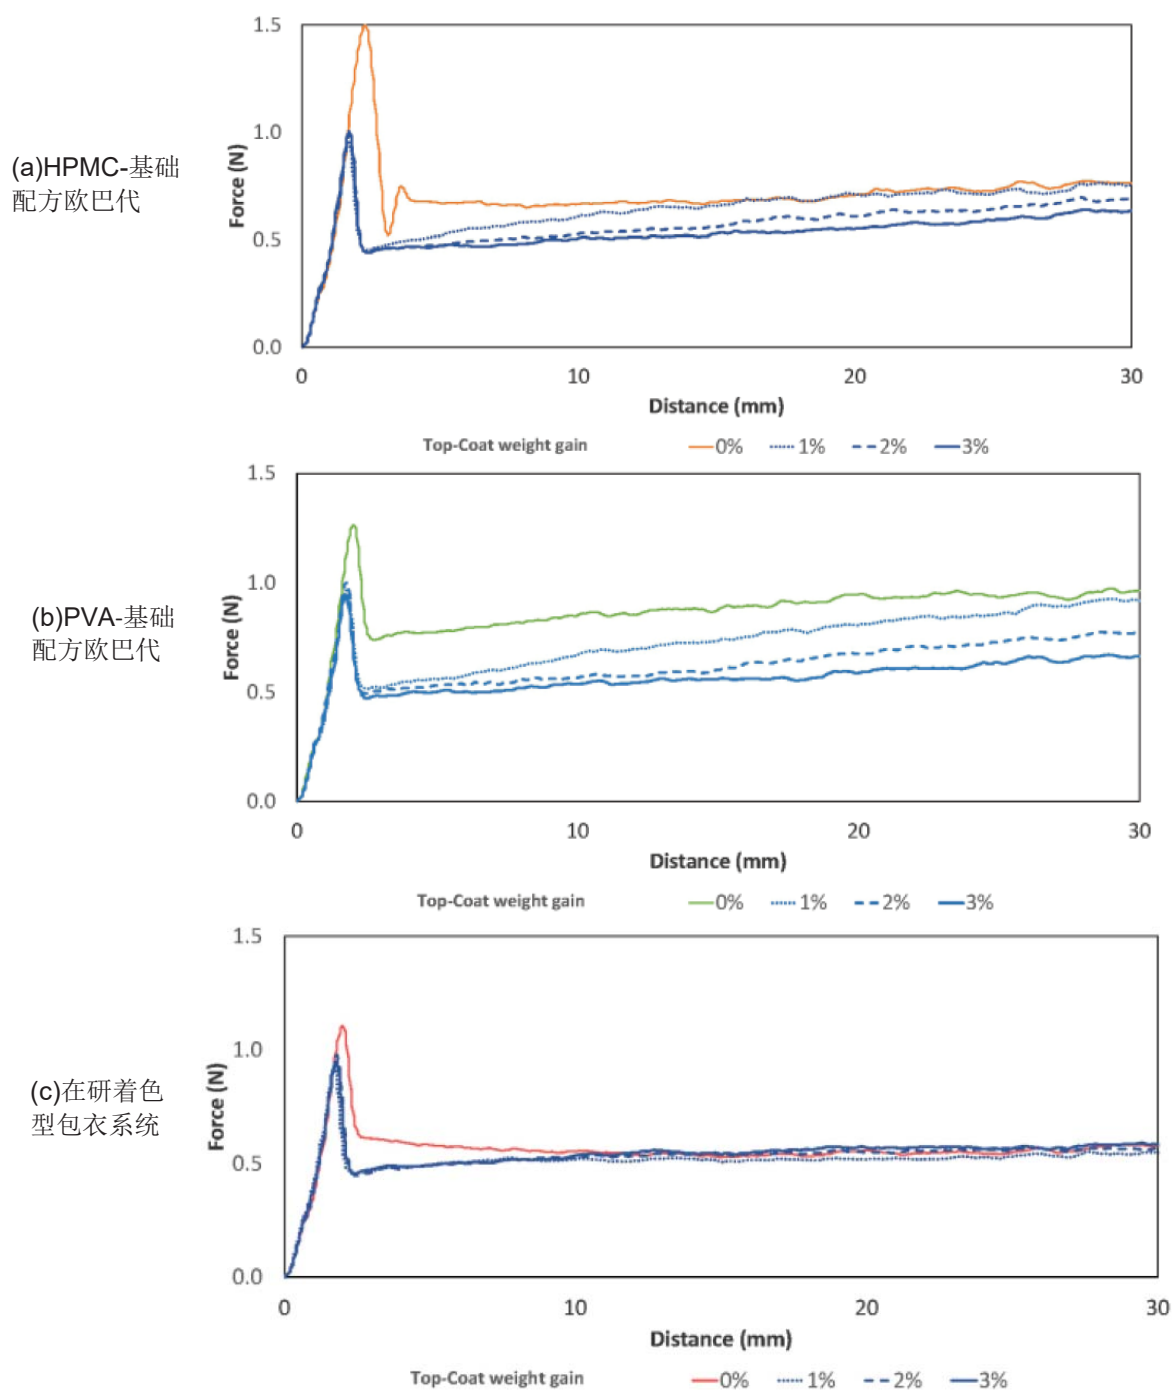 (a)HPMC-基础
配方欧巴代
Force (N)
1.5
1.0
0.5
0.0
0
10
20
30
Distance (mm)
Top-Coat weight gain
0%
1%
2%
3%
(b)PVA-基础
配方欧巴代
Force (N)
1.5
1.0
0.5
0.0
0
10
20
30
Distance (mm)
Top-Coat weight gain
0%
1%
2%
3%
(c)在研着色
型包衣系统
Force (N)
1.5
1.0
0.5
0.0
0
10
20
30
Distance (mm)
Top-Coat weight gain
0%
1%
2%
3%